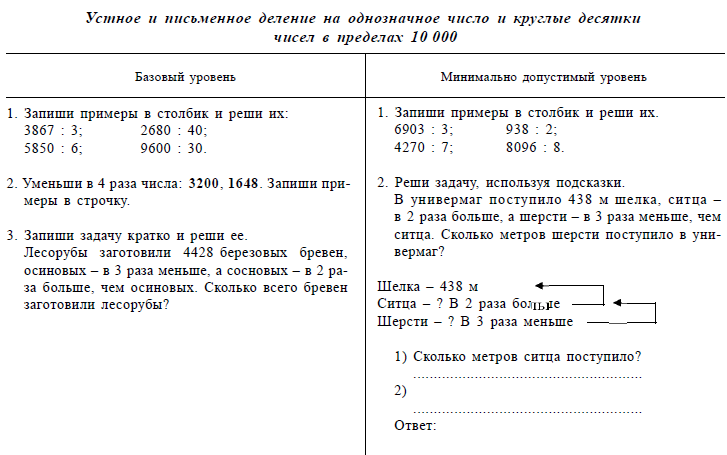 Устное и письменное деление на однозначное число и круглые десятки
чисел в пределах 10 000
Базовый уровень
1. Запиши примеры в столбик и реши их:
3867 : 3; 2680 : 40;
5850 : 6; 9600 : 30.
2. Уменьши в 4 раза числа: 3200, 1648. Запиши при-
меры в строчку.
3. Запиши задачу кратко и реши ее.
Лесорубы заготовили 4428 березовых бревен,
осиновых – в 3 раза меньше, а сосновых – в 2 ра-
за больше, чем осиновых. Сколько всего бревен
заготовили лесорубы?
Минимально допустимый уровень
1. Запиши примеры в столбик и реши их.
6903 : 3; 938 : 2;
4270 : 7; 8096 : 8.
2. Реши задачу, используя подсказки.
В универмаг поступило 438 м шелка, ситца –
в 2 раза больше, а шерсти – в 3 раза меньше, чем
ситца. Сколько метров шерсти поступило в уни-
вермаг?
Шелка – 438 м
Ситца – ? В 2 раза больше
Шерсти – ? В 3 раза меньше
1) Сколько метров ситца поступило?
..................................................
2)
..................................................
Ответ: